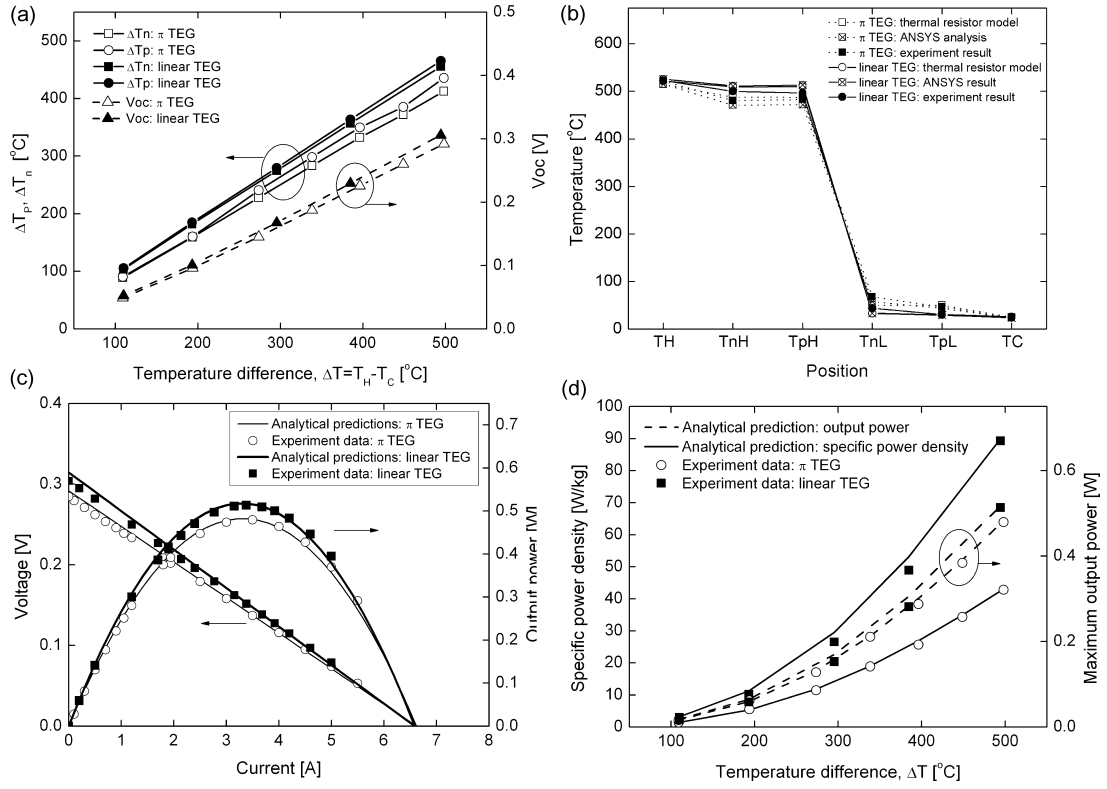 (a)
ΔTn: π TEG
ΔTp: π TEG
ΔTn: linear TEG
ΔTp: linear TEG
Voc: π TEG
Voc: linear TEG
500
450
400
300
200
100
0
ΔTP, ΔTn [oC]
0.5
0.4
0.3
0.2
0.1
0.0
Voc [V]
100 200 300 400 500
Temperature difference, ΔT=TH-TC [oC]
(b)
π TEG: thermal resistor model
π TEG: ANSYS analysis
π TEG: experiment result
linear TEG: thermal resistor model
linear TEG: ANSYS result
linear TEG: experiment result
600
500
400
300
200
100
0
Temperature [oC]
TH TnH TpH TnL TpL TC
Position
(c)
Analytical predictions: π TEG
Experiment data: π TEG
Analytical predictions: linear TEG
Experiment data: linear TEG
0.4
0.3
0.2
0.1
0.0
Voltage [V]
0.7
0.6
0.5
0.4
0.3
0.2
0.1
0.0
Output power [W]
0 1 2 3 4 5 6 7 8
Current [A]
(d)
Analytical prediction: output power
Analytical prediction: specific power density
Experiment data: π TEG
Experiment data: linear TEG
100
90
80
70
60
50
40
30
20
10
0
Specific power density [W/kg]
0.6
0.4
0.2
0.0
Maximum output power [W]
100 200 300 400 500
Temperature difference, ΔT [oC]